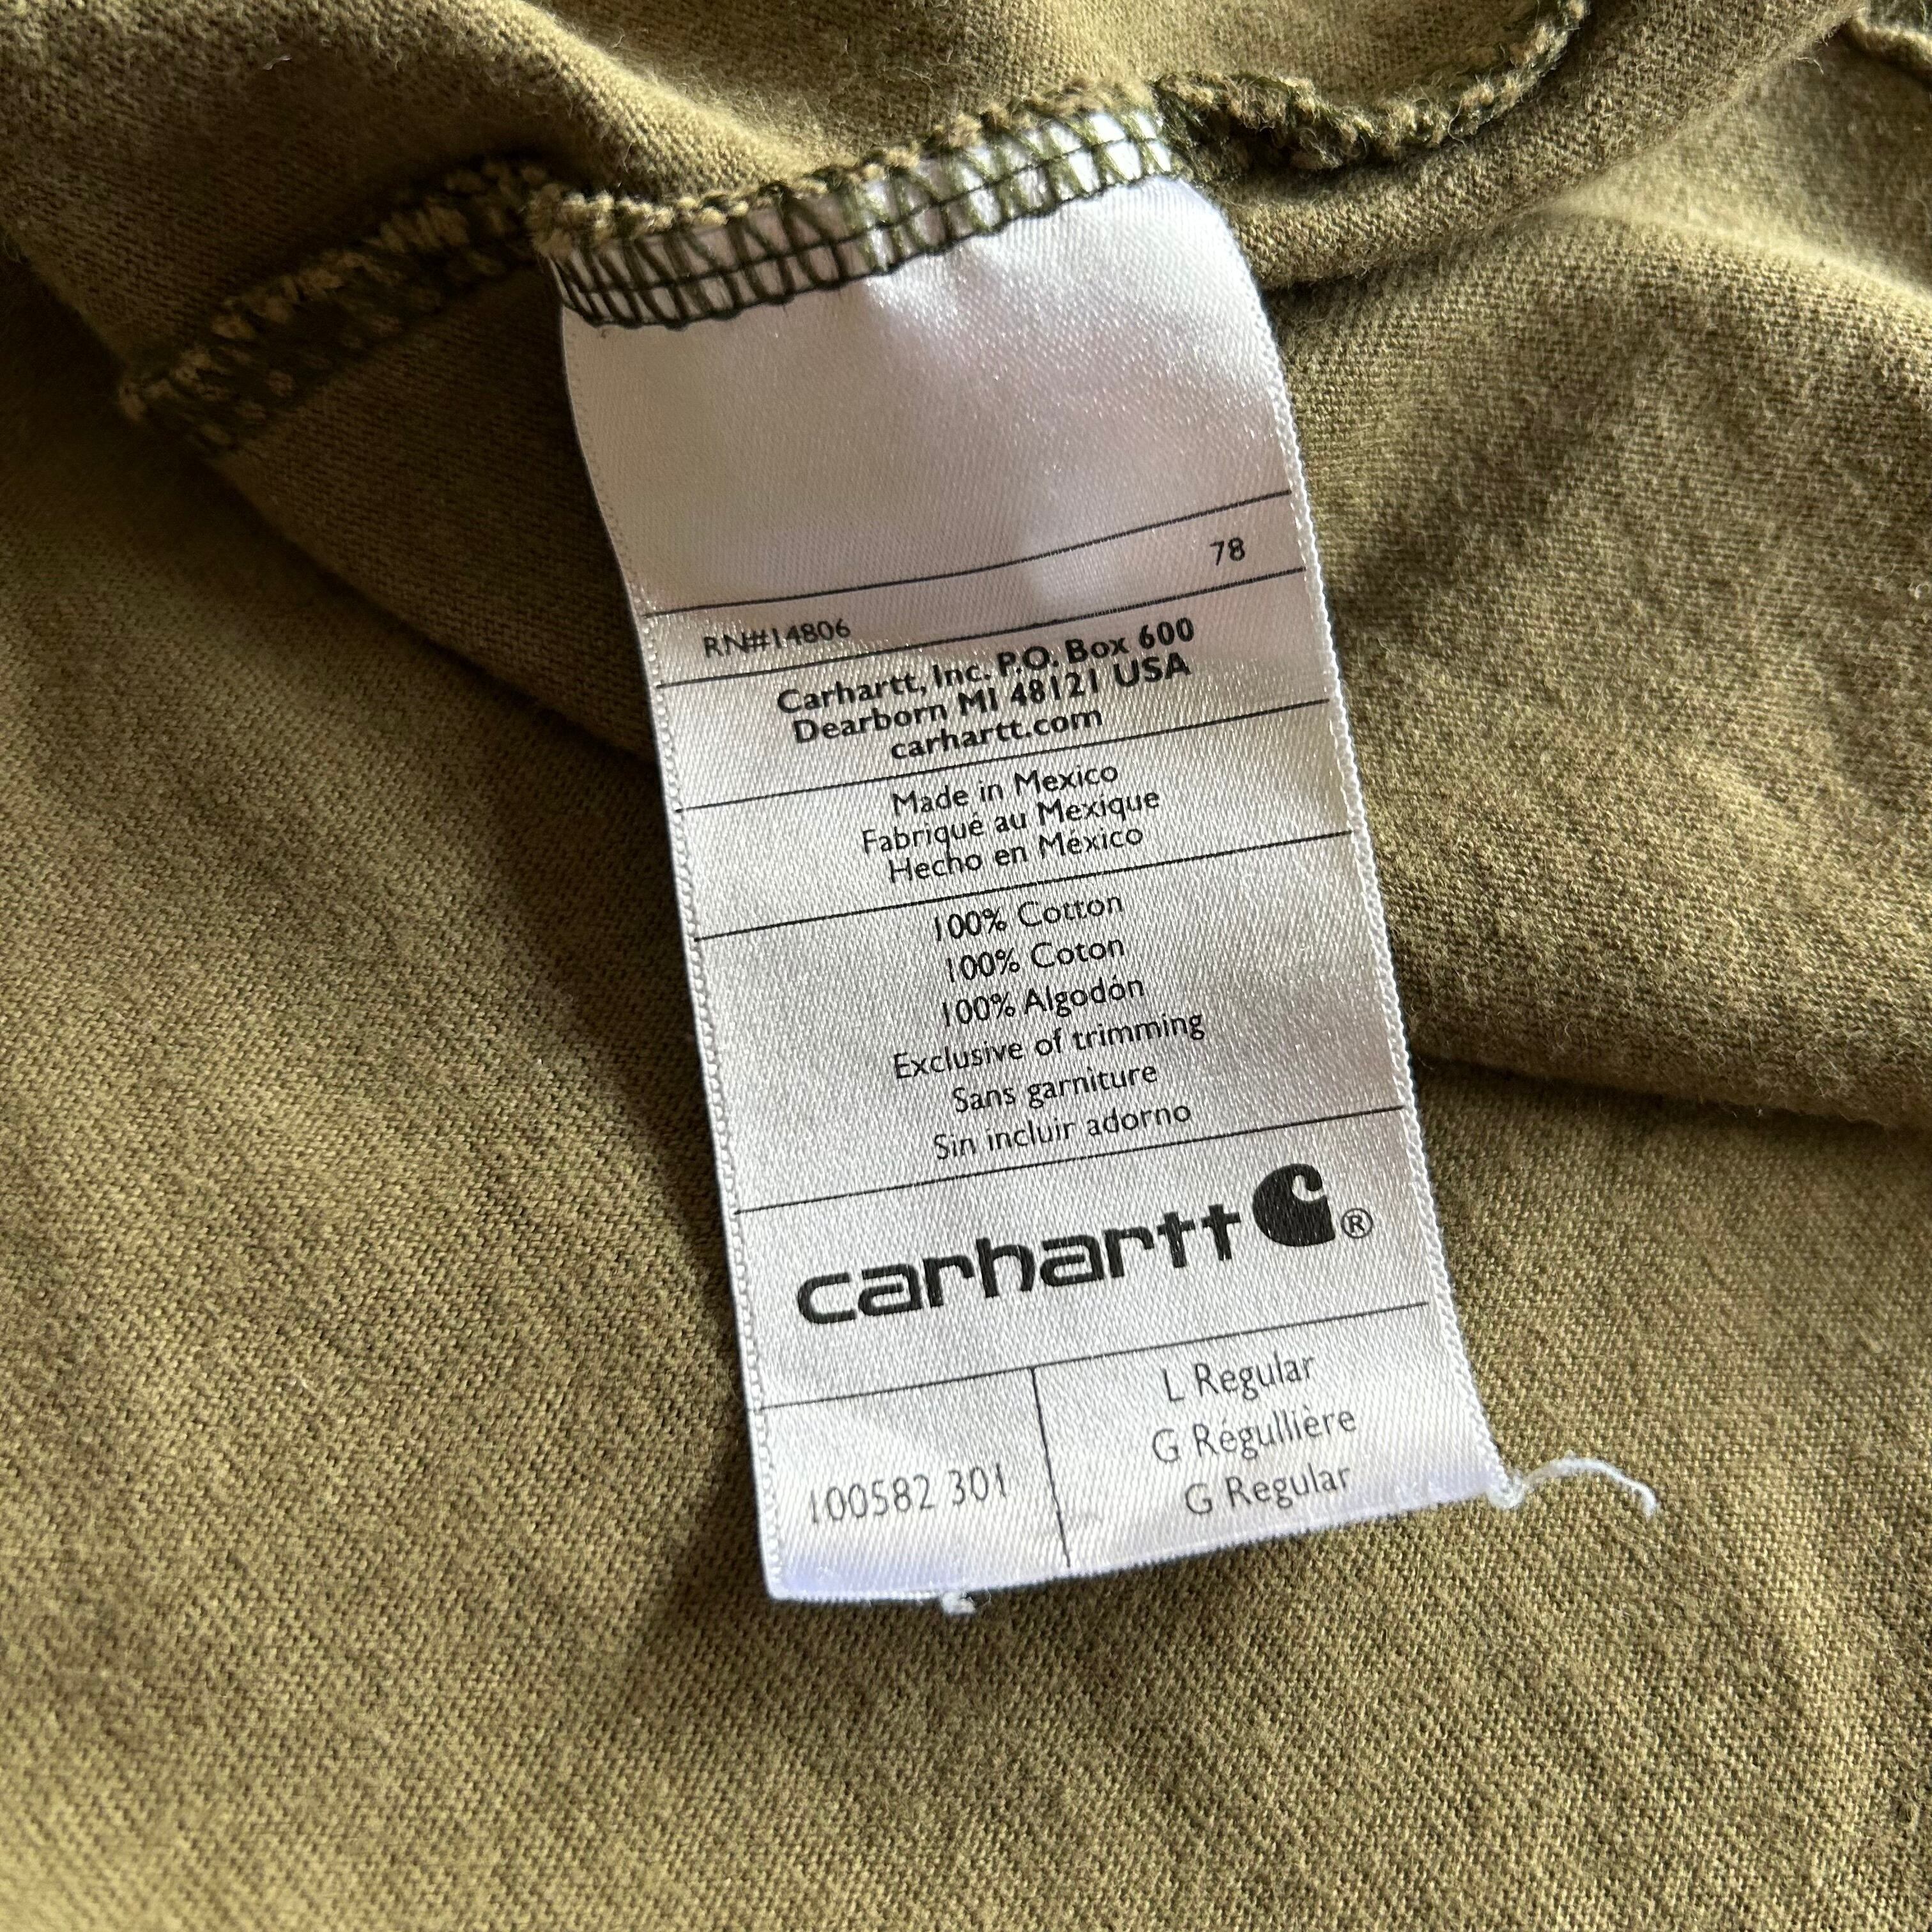 78
RN#14806
Carhartt, Inc. P.O. Box 600
Dearborn MI 48121 USA
carhartt.com
Made in Mexico
Fabriqué au Mexique
Hecho en México
100% Cotton
100% Coton
100% Algodón
Exclusive of trimming
Sans garniture
Sin incluir adorno
carhartt ®
100582 301
L Regular
G Régullière
G Regular